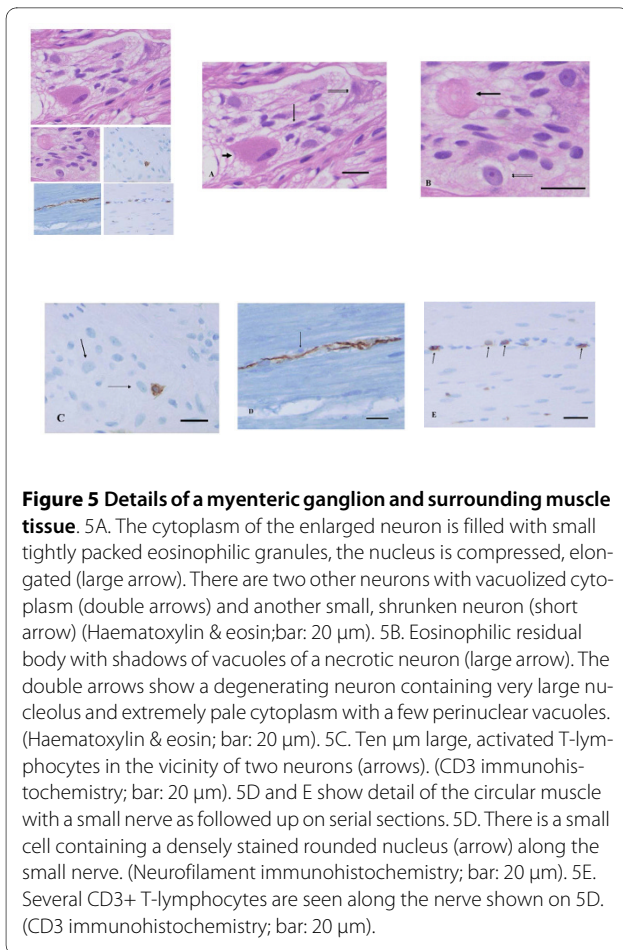 A
B
C
D
E
Figure 5 Details of a myenteric ganglion and surrounding muscle
tissue. 5A. The cytoplasm of the enlarged neuron is filled with small
tightly packed eosinophilic granules, the nucleus is compressed, elon-
gated (large arrow). There are two other neurons with vacuolized cyto-
plasm (double arrows) and another small, shrunken neuron (short
arrow) (Haematoxylin & eosin;bar: 20 μm). 5B. Eosinophilic residual
body with shadows of vacuoles of a necrotic neuron (large arrow). The
double arrows show a degenerating neuron containing very large nu-
cleolus and extremely pale cytoplasm with a few perinuclear vacuoles.
(Haematoxylin & eosin; bar: 20 μm). 5C. Ten μm large, activated T-lym-
phocytes in the vicinity of two neurons (arrows). (CD3 immunohis-
tochemistry; bar: 20 μm). 5D and E show detail of the circular muscle
with a small nerve as followed up on serial sections. 5D. There is a small
cell containing a densely stained rounded nucleus (arrow) along the
small nerve. (Neurofilament immunohistochemistry; bar: 20 μm). 5E.
Several CD3+ T-lymphocytes are seen along the nerve shown on 5D.
(CD3 immunohistochemistry; bar: 20 μm).